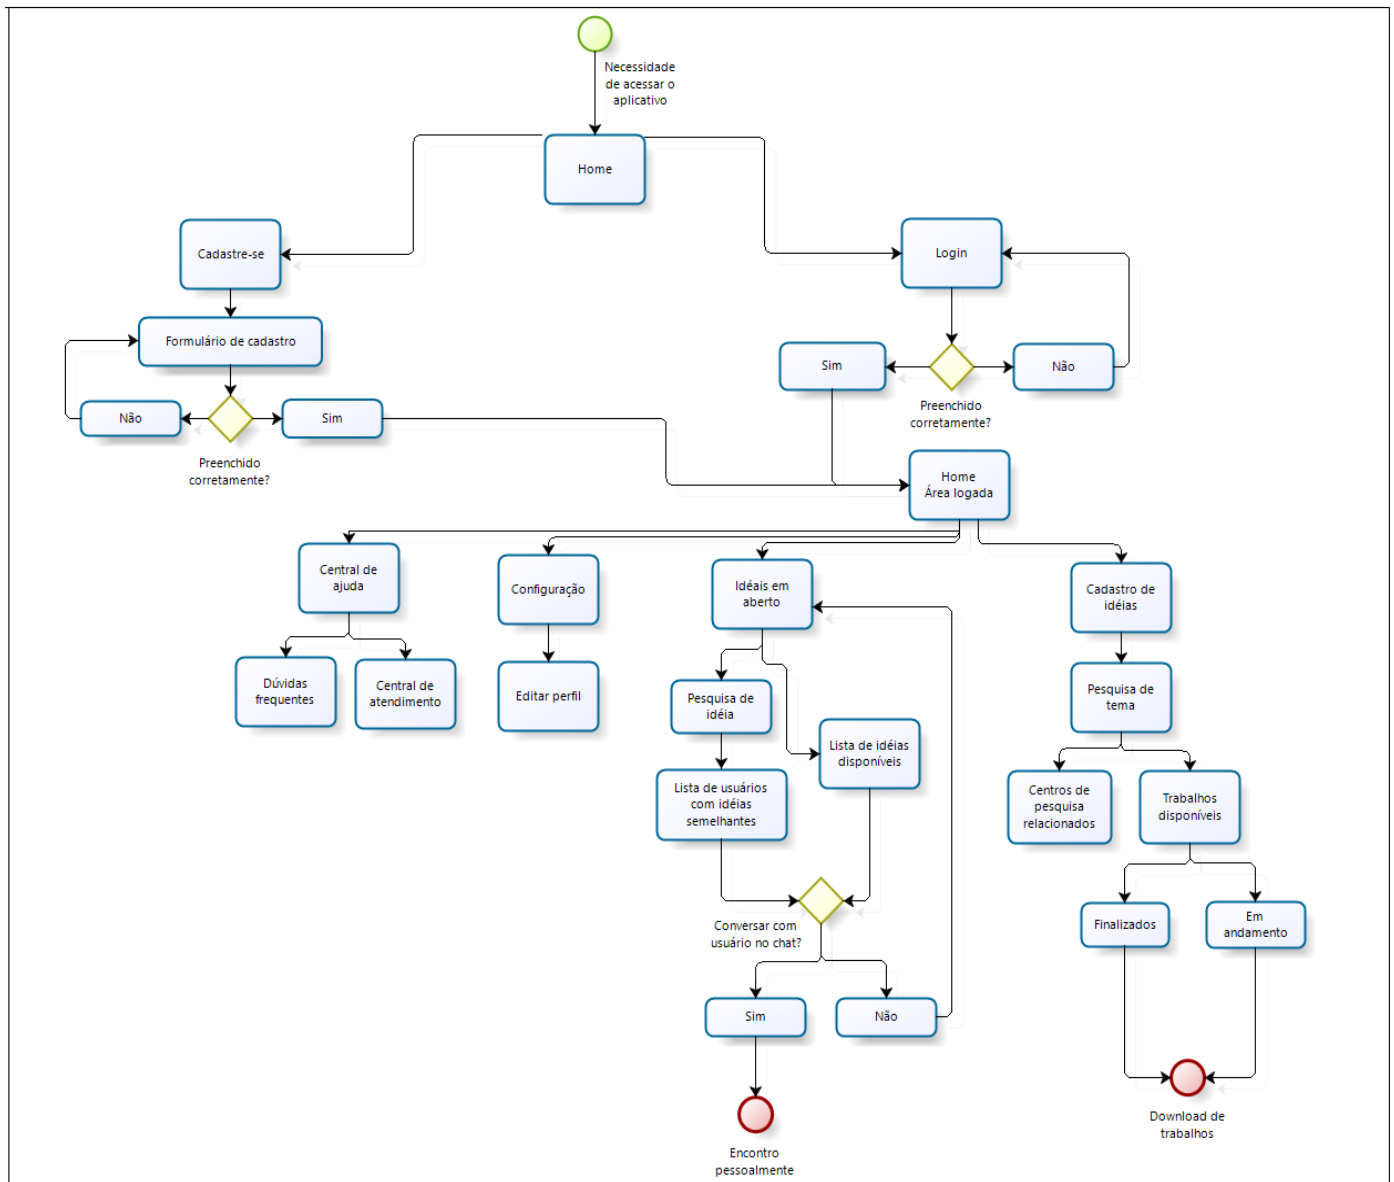 Necessidade
de acessar o
aplicativo
Home
Cadastre-se
Login
Formulário de cadastro
Sim
Não
Preenchido
corretamente?
Não
Sim
Preenchido
corretamente?
Home
Área logada
Central de
ajuda
Configuração
Idéais em
aberto
Cadastro de
idéias
Dúvidas
frequentes
Central de
atendimento
Editar perfil
Pesquisa de
idéia
Pesquisa de
tema
Lista de idéias
disponíveis
Lista de usuários
com idéias
semelhantes
Centros de
pesquisa
relacionados
Trabalhos
disponíveis
Conversar com
usuário no chat?
Finalizados
Em
andamento
Sim
Não
Encontro
pessoalmente
Download de
trabalhos